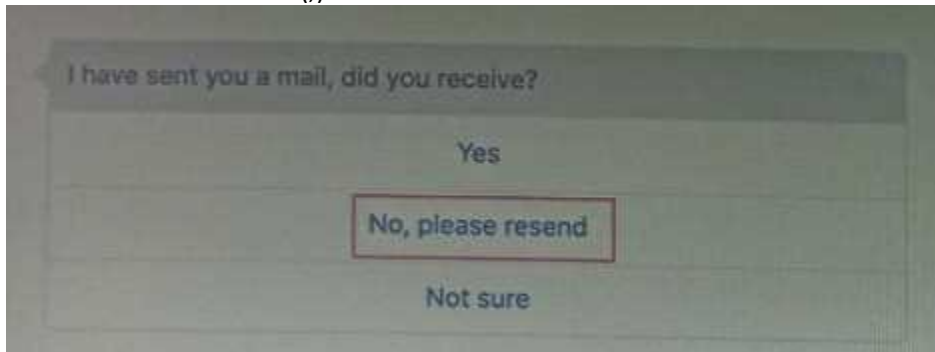 I have sent you a mail, did you receive?
Yes
No, please resend
Not sure